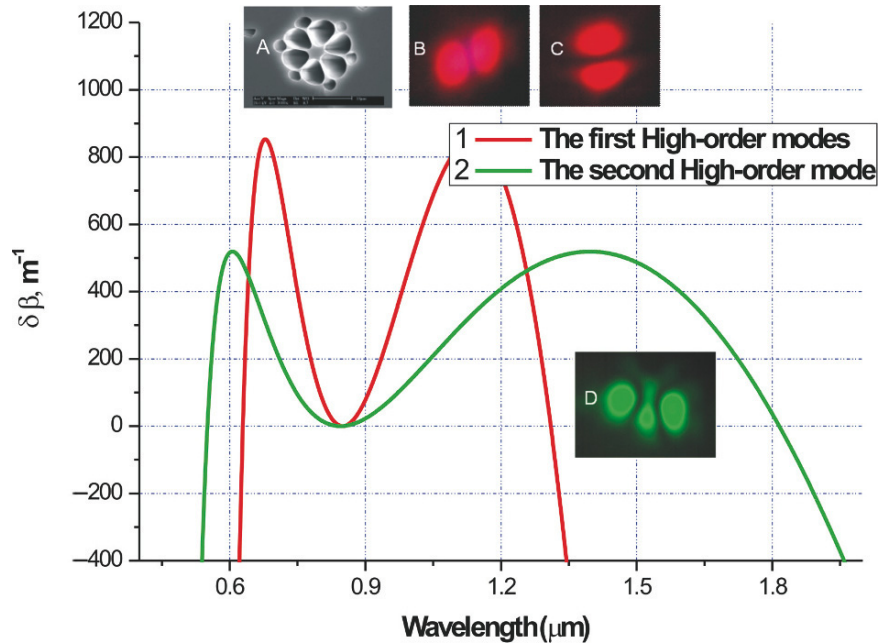 1200
1000
800
600
400
200
0
–200
–400
0.6
0.9
1.2
1.5
1.8
Wavelength (μm)
δ β, m⁻¹
A
B
C
D
1 The first High-order modes
2 The second High-order mode